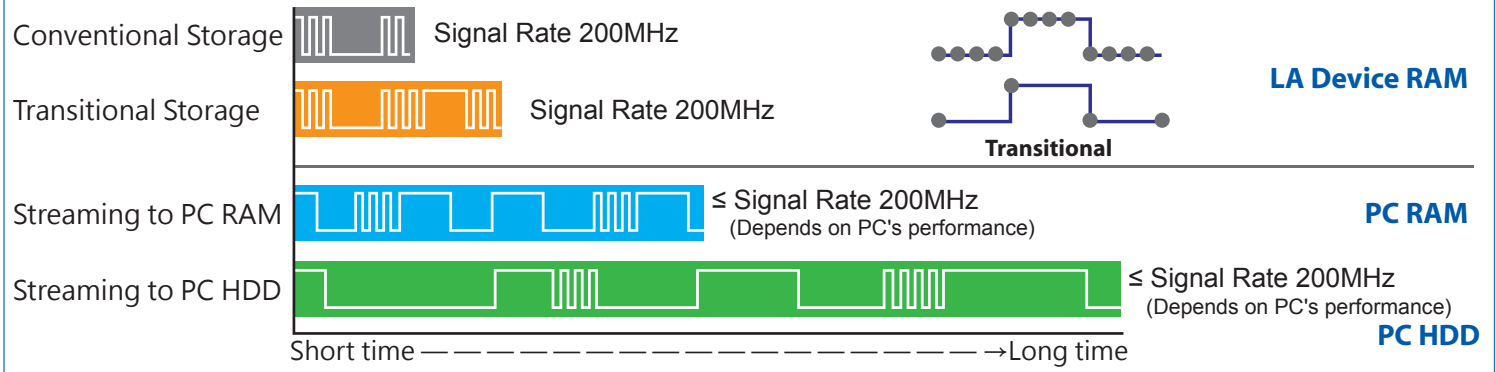 Conventional Storage
Signal Rate 200MHz
LA Device RAM
Transitional Storage
Signal Rate 200MHz
Transitional
Streaming to PC RAM
≤ Signal Rate 200MHz
(Depends on PC's performance)
PC RAM
Streaming to PC HDD
≤ Signal Rate 200MHz
(Depends on PC's performance)
PC HDD
Short time — — — — — — — — — — — — →Long time